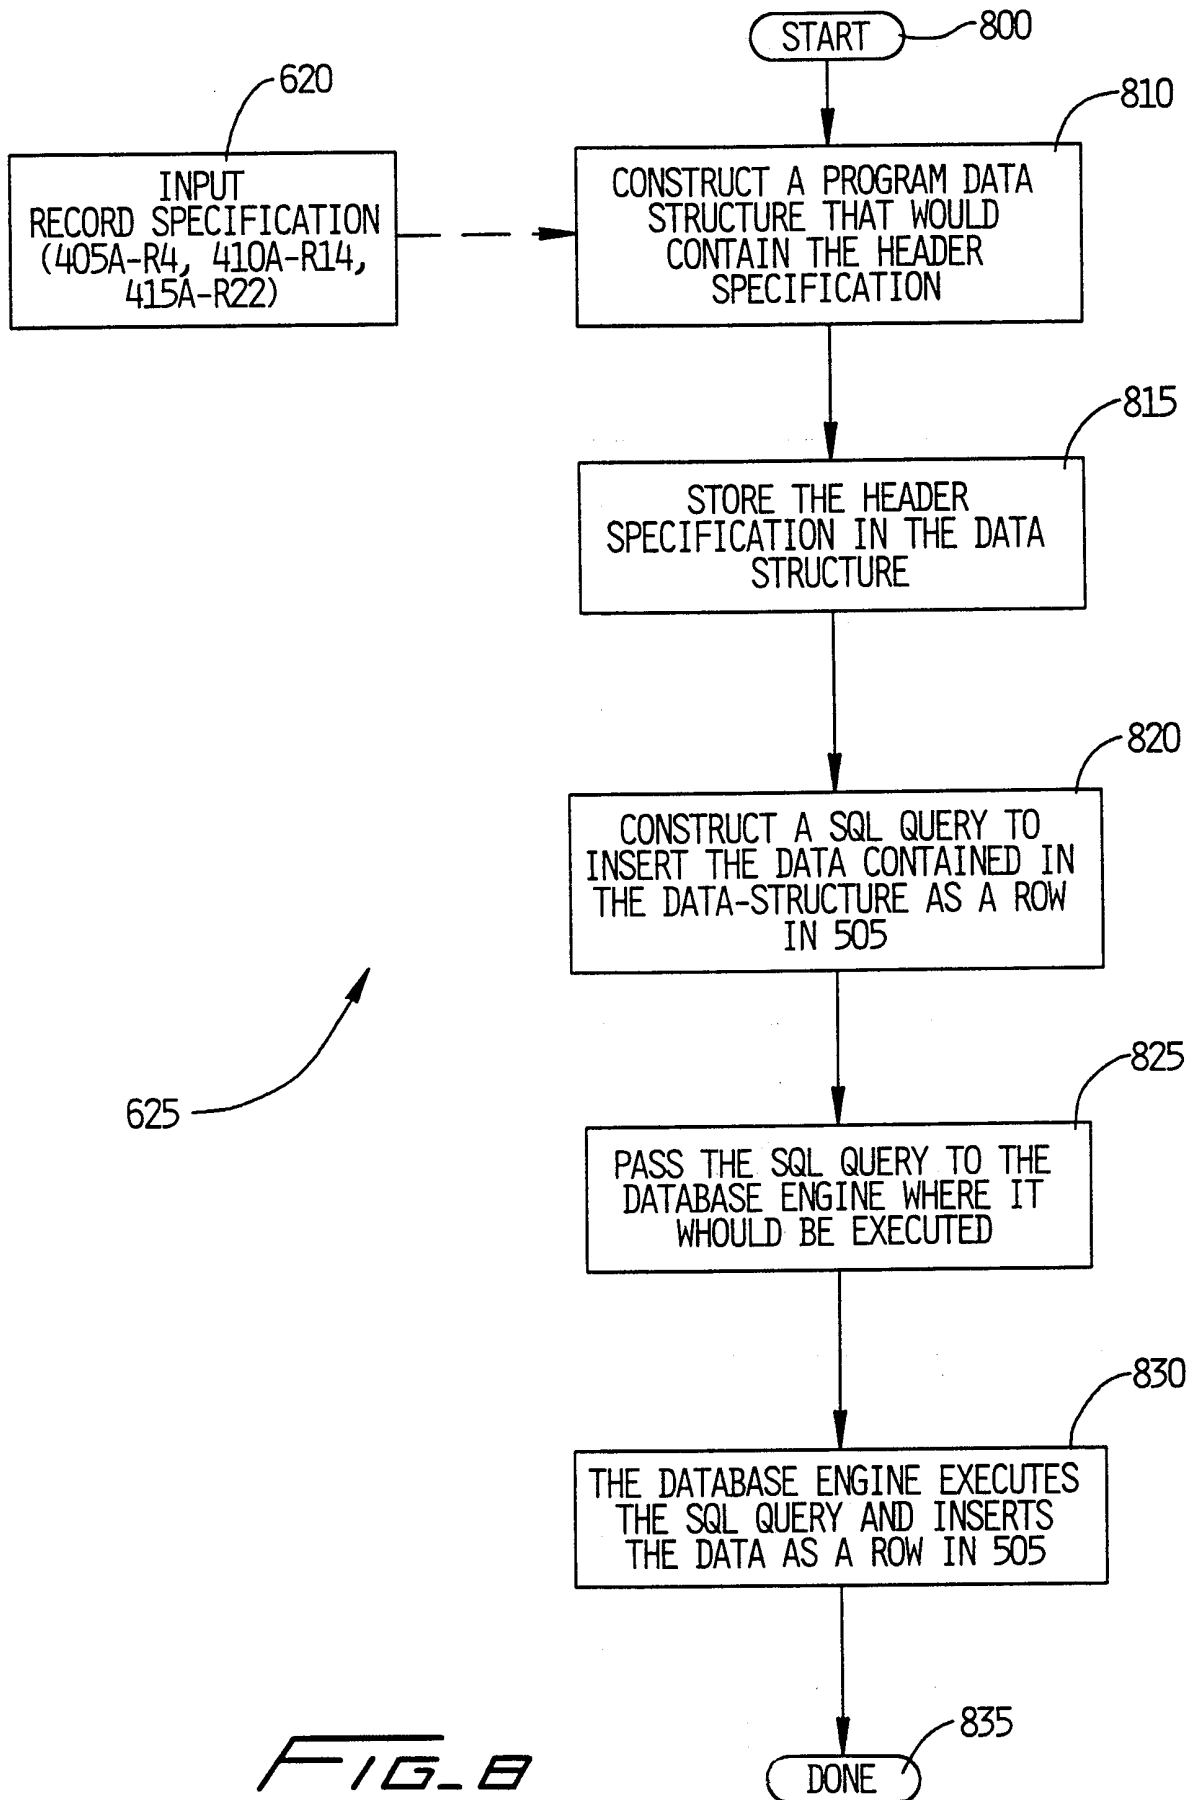 START
800
620
810
INPUT
RECORD SPECIFICATION
(405A-R4, 410A-R14,
415A-R22)
CONSTRUCT A PROGRAM DATA
STRUCTURE THAT WOULD
CONTAIN THE HEADER
SPECIFICATION
815
STORE THE HEADER
SPECIFICATION IN THE DATA
STRUCTURE
820
CONSTRUCT A SQL QUERY TO
INSERT THE DATA CONTAINED IN
THE DATA-STRUCTURE AS A ROW
IN 505
625
825
PASS THE SQL QUERY TO THE
DATABASE ENGINE WHERE IT
WHOULD BE EXECUTED
830
THE DATABASE ENGINE EXECUTES
THE SQL QUERY AND INSERTS
THE DATA AS A ROW IN 505
835
DONE
FIG_8